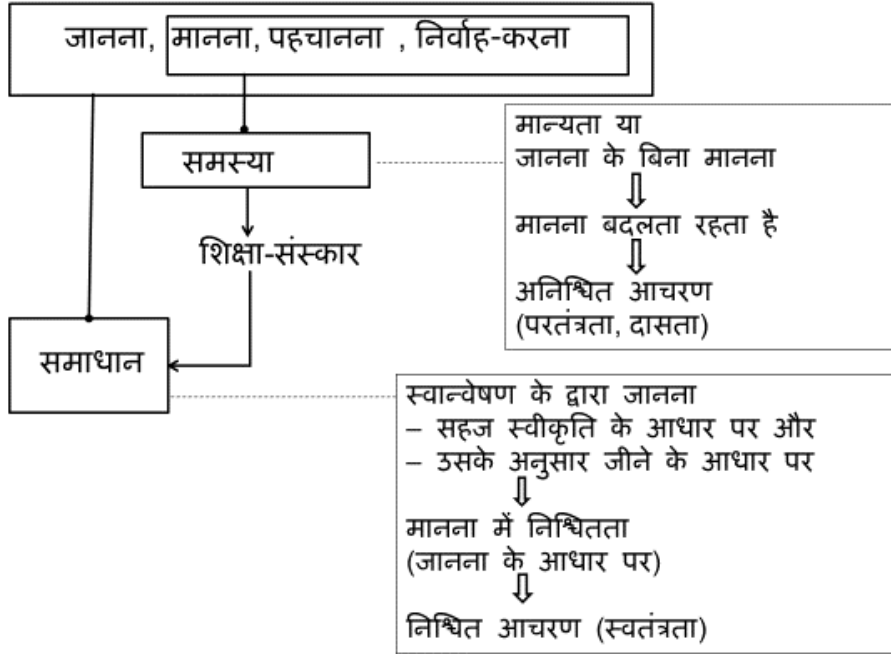 जानना, मानना, पहचानना , निर्वाह-करना
समस्या
शिक्षा-संस्कार
समाधान
मान्यता या
जानना के बिना मानना
मानना बदलता रहता है
अनिश्चित आचरण
(परतंत्रता, दासता)
स्वान्वेषण के द्वारा जानना
– सहज स्वीकृति के आधार पर और
– उसके अनुसार जीने के आधार पर
मानना में निश्चितता
(जानना के आधार पर)
निश्चित आचरण (स्वतंत्रता)